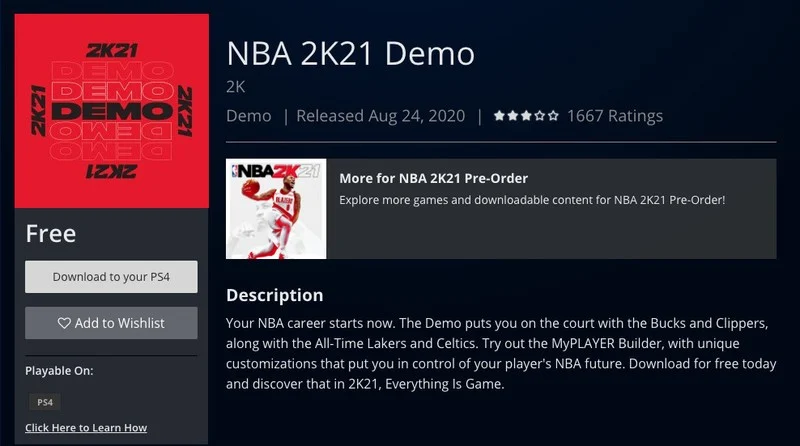 2K21
DEMO
DEMO
DEMO
DEMO
DEMO
2K21
2K21
2K21
Free
Download to your PS4
Add to Wishlist
Playable On:
PS4
Click Here to Learn How
NBA 2K21 Demo
2K
Demo | Released Aug 24, 2020 | 1667 Ratings
NBA2K21
More for NBA 2K21 Pre-Order
Explore more games and downloadable content for NBA 2K21 Pre-Order!
Description
Your NBA career starts now. The Demo puts you on the court with the Bucks and Clippers,
along with the All-Time Lakers and Celtics. Try out the MyPLAYER Builder, with unique
customizations that put you in control of your player's NBA future. Download for free today
and discover that in 2K21, Everything Is Game.